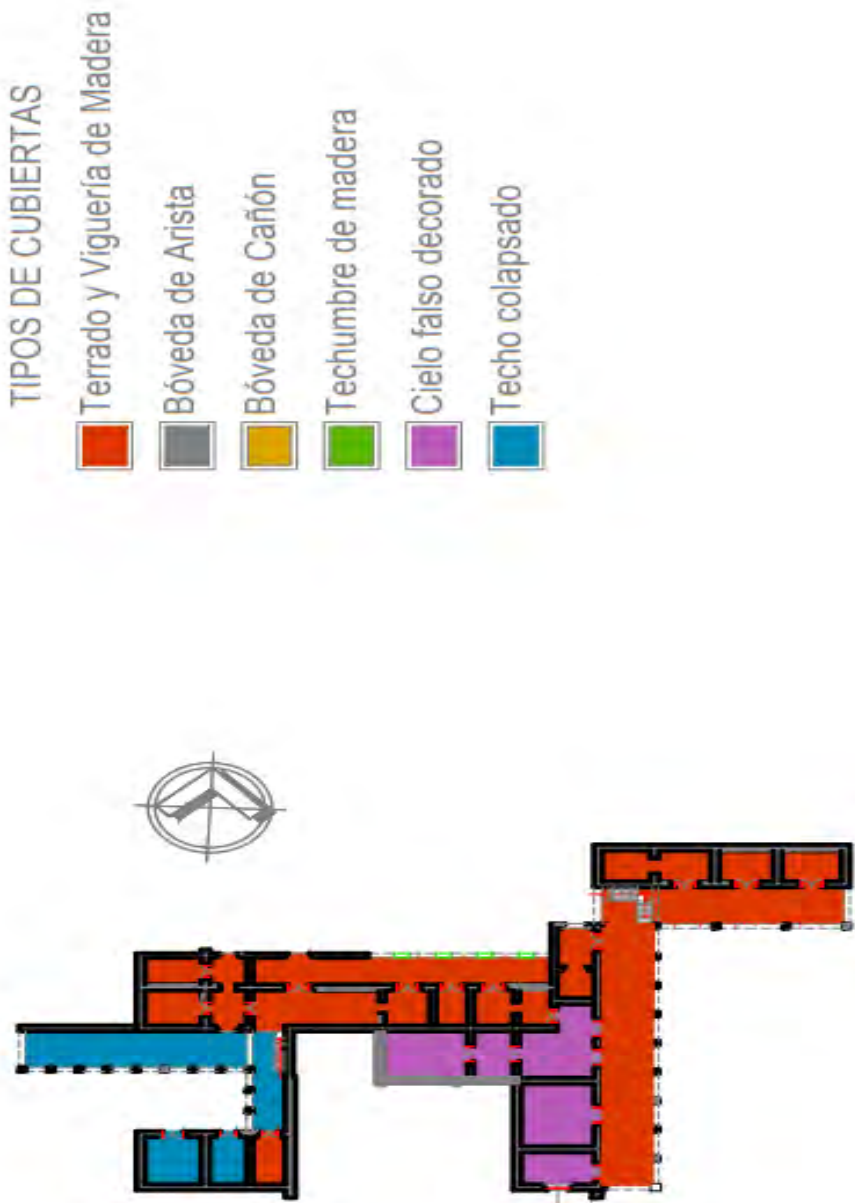 TIPOS DE CUBIERTAS
Terrado y Viguería de Madera
Bóveda de Arista
Bóveda de Cañón
Techumbre de madera
Cielo falso decorado
Techo colapsado